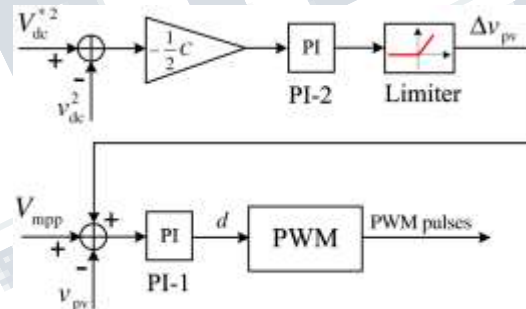 V*2dc
+
-
v2dc
-1/2 C
PI
PI-2
Limiter
Δvpv
Vmpp
+
+
-
vpv
PI
PI-1
d
PWM
PWM pulses